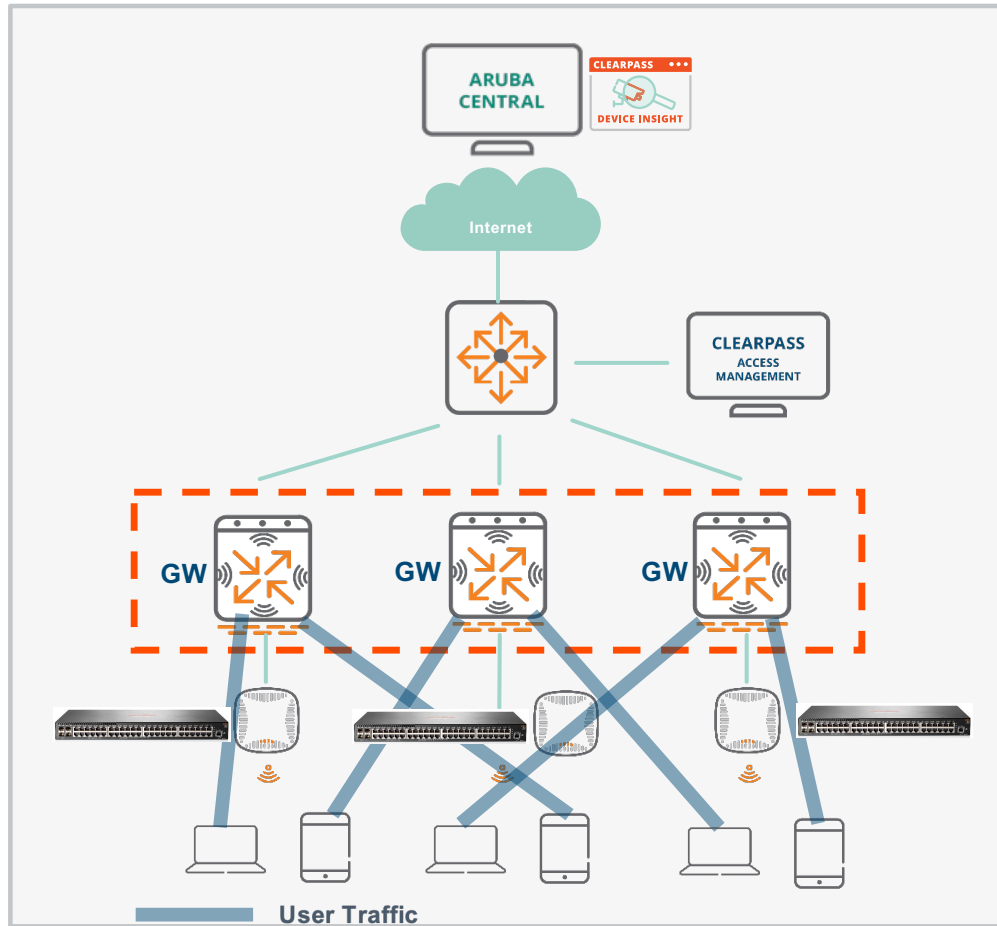 ARUBA
CENTRAL
CLEARPASS
DEVICE INSIGHT
Internet
CLEARPASS
ACCESS
MANAGEMENT
GW
GW
GW
User Traffic